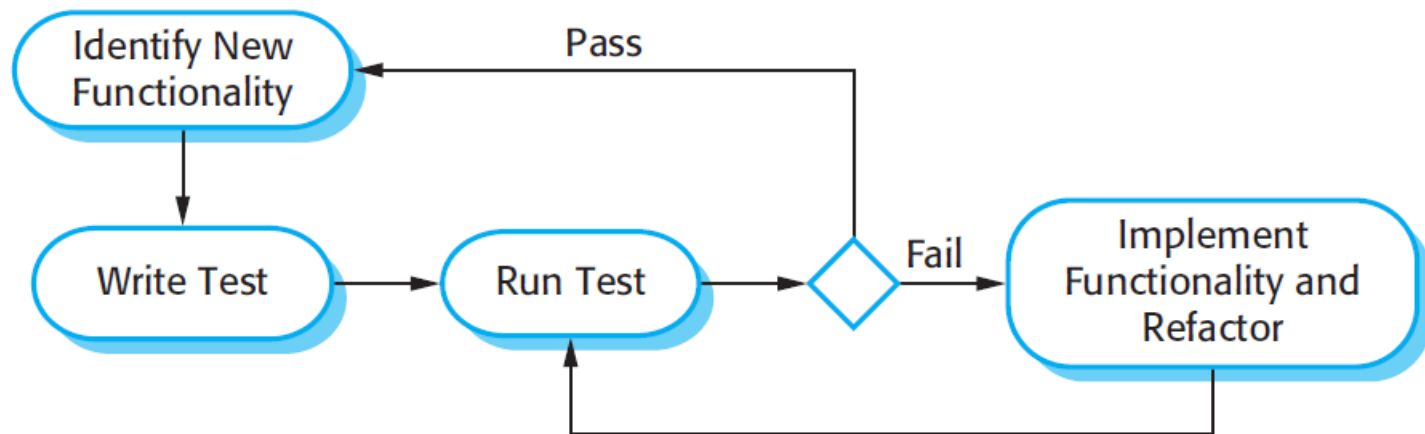 Identify New
Functionality
Pass
Write Test
Run Test
Fail
Implement
Functionality and
Refactor